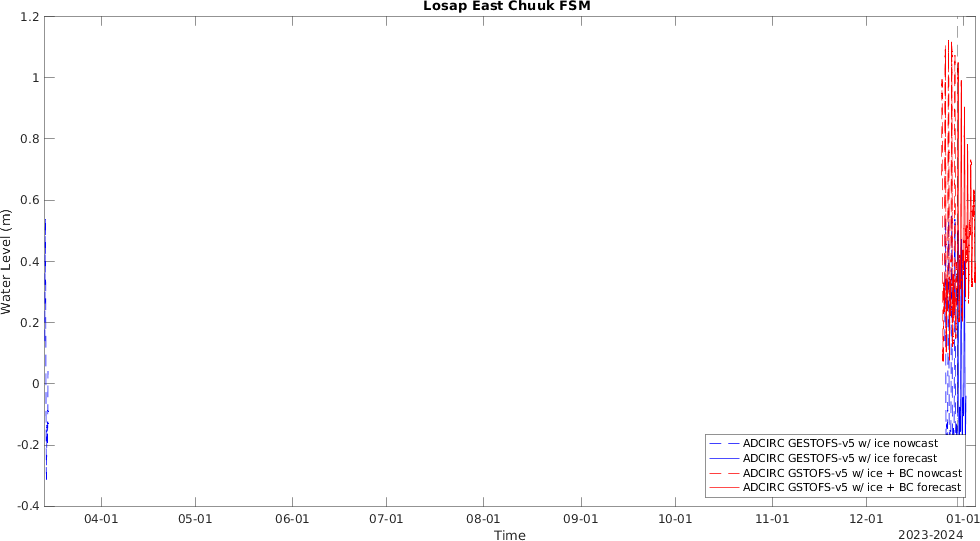 Losap East Chuuk FSM
1.2
1
0.8
0.6
0.4
0.2
0
-0.2
-0.4
Water Level (m)
ADCIRC GESTOFS-v5 w/ ice nowcast
ADCIRC GESTOFS-v5 w/ ice forecast
ADCIRC GSTOFS-v5 w/ ice + BC nowcast
ADCIRC GSTOFS-v5 w/ ice + BC forecast
04-01 05-01 06-01 07-01 08-01 09-01 10-01 11-01 12-01 01-01
Time
2023-2024